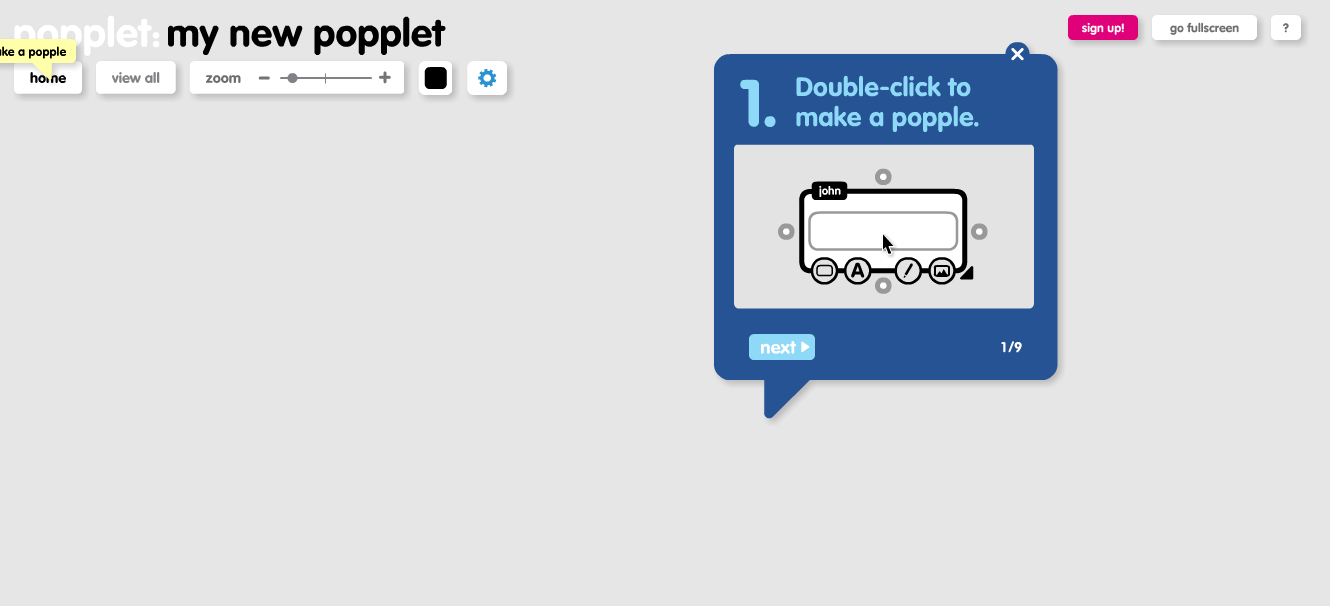 popplet: my new popplet
ake a popple
home
view all
zoom
sign up!
go fullscreen
?
1. Double-click to
make a popple.
john
A
next
1/9